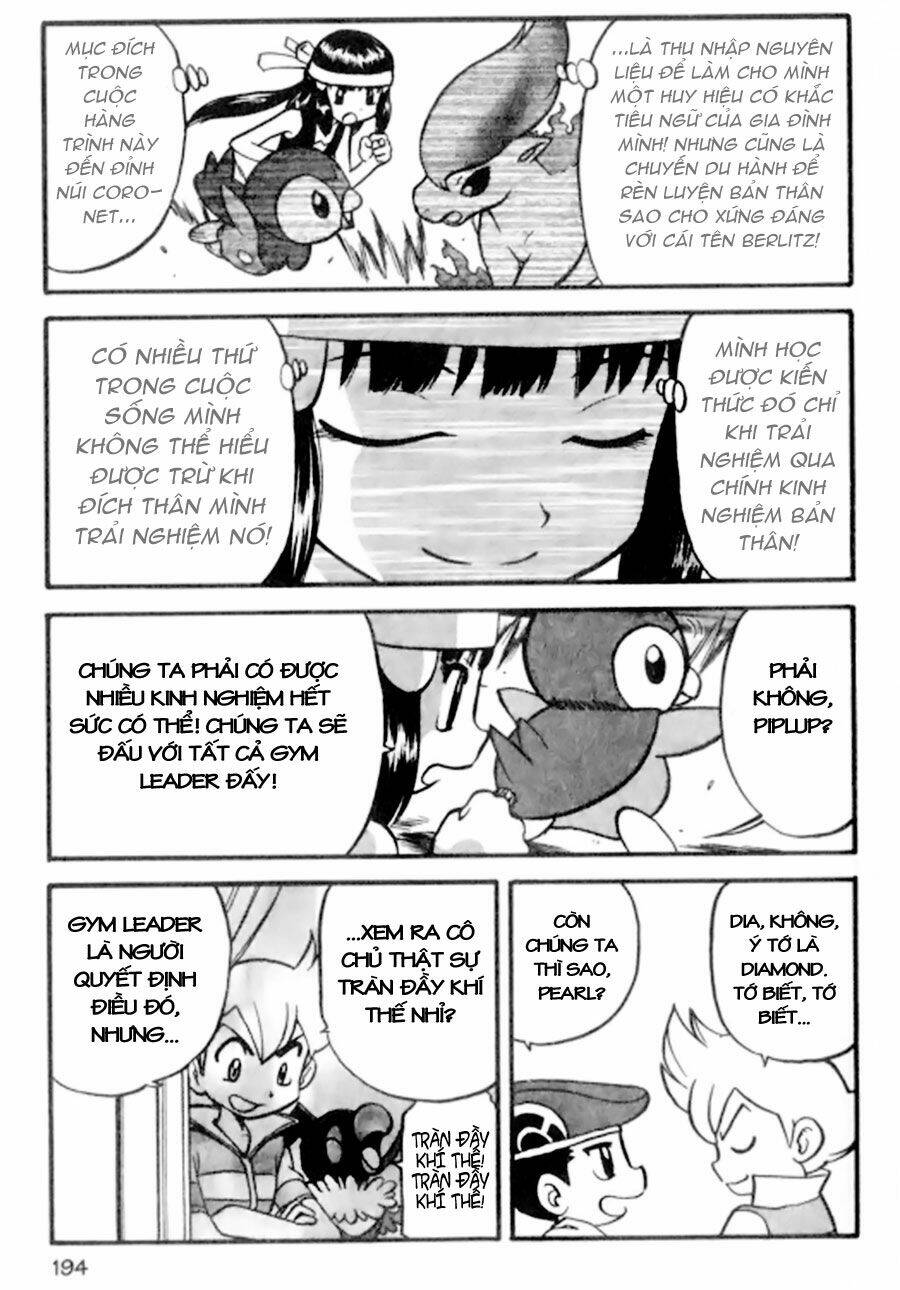 MỤC ĐÍCH
TRONG
CUỘC
HÀNG
TRÌNH NÀY
ĐẾN ĐỈNH
NÚI CORO-
NET...
...LÀ THU NHẬP NGUYÊN
LIỆU ĐỂ LÀM CHO MÌNH
MỘT HUY HIỆU CÓ KHẮC
TIÊU NGỮ CỦA GIA ĐÌNH
MÌNH! NHƯNG CŨNG LÀ
CHUYẾN DU HÀNH ĐỂ
RÈN LUYỆN BẢN THÂN
SAO CHO XỨNG ĐÁNG
VỚI CÁI TÊN BERLITZ!
CÓ NHIỀU THỨ
TRONG CUỘC
SỐNG MÌNH
KHÔNG THỂ HIỂU
ĐƯỢC TRỪ KHI
ĐÍCH THÂN MÌNH
TRẢI NGHIỆM NÓ!
MÌNH HỌC
ĐƯỢC KIẾN
THỨC ĐÓ CHỈ
KHI TRẢI
NGHIỆM QUA
CHÍNH KINH
NGHIỆM BẢN
THÂN!
CHÚNG TA PHẢI CÓ ĐƯỢC
NHIỀU KINH NGHIỆM HẾT
SỨC CÓ THỂ! CHÚNG TA SẼ
ĐẤU VỚI TẤT CẢ GYM
LEADER ĐẤY!
PHẢI
KHÔNG,
PIPLUP?
GYM LEADER
LÀ NGƯỜI
QUYẾT ĐỊNH
ĐIỀU ĐÓ,
NHƯNG...
...XEM RA CÔ
CHỦ THẬT SỰ
TRÀN ĐẦY KHÍ
THẾ NHỈ?
TRÀN ĐẦY
KHÍ THẾ!
TRÀN ĐẦY
KHÍ THẾ!
CÒN
CHÚNG TA
THÌ SAO,
PEARL?
DIA, KHÔNG,
Ý TỚ LÀ
DIAMOND.
TỚ BIẾT, TỚ
BIẾT...
194